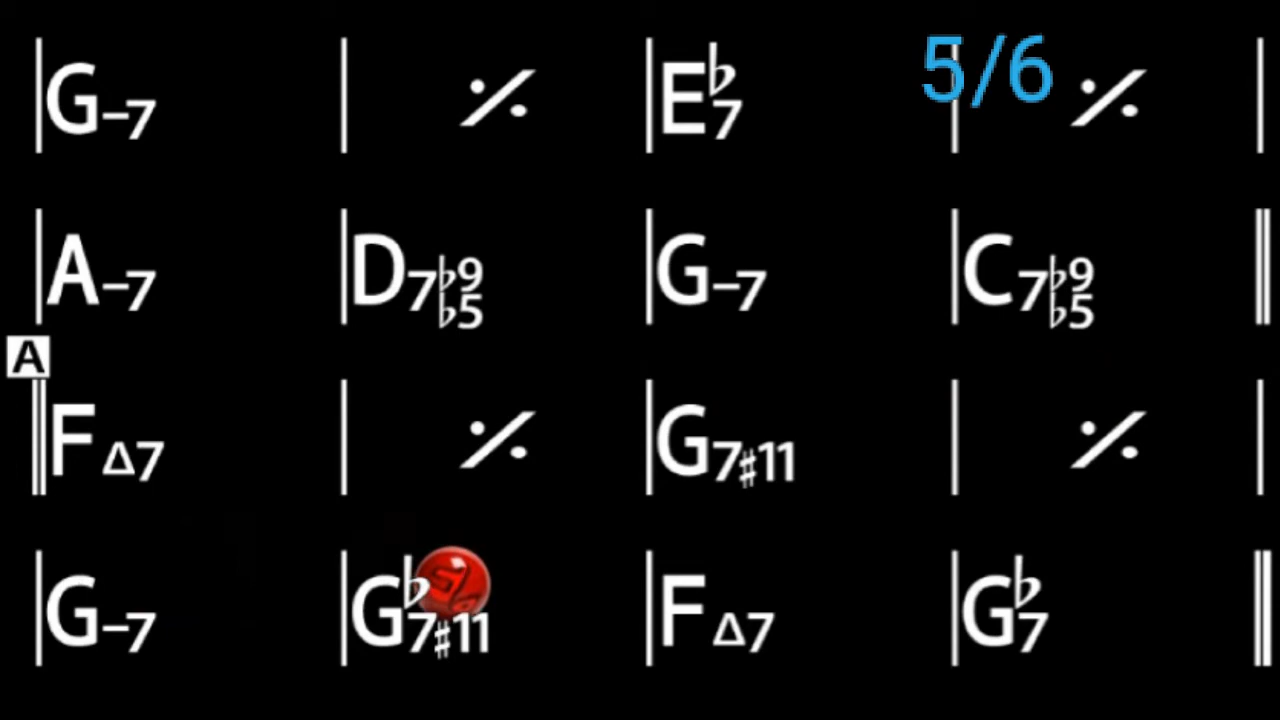 G–7 | 𝄎 | E♭7 | 5/6 𝄎
A–7 | D7♭9♭5 | G–7 | C7♭9♭5
A
F△7 | 𝄎 | G7♯11 | 𝄎
G–7 | G♭7♯11 | F△7 | G♭7